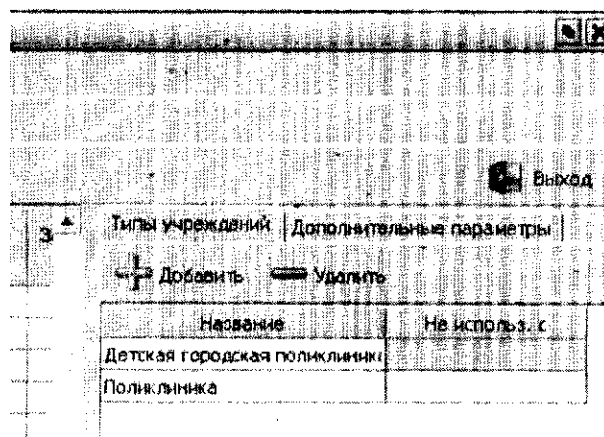 Выход
3
Типы учреждений
Дополнительные параметры
Добавить
Удалить
Название
Не использ. с
Детская городская поликлиник
Поликлиника